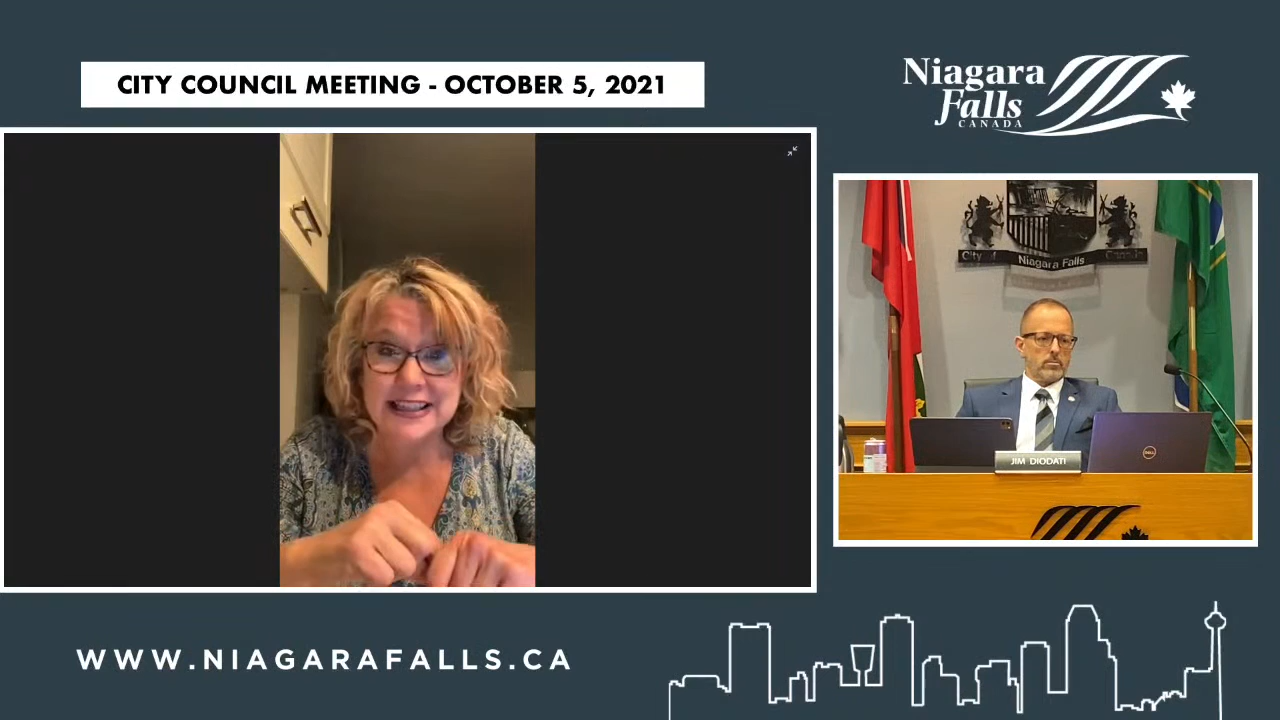 CITY COUNCIL MEETING - OCTOBER 5, 2021
Niagara
Falls
CANADA
City of
Niagara Falls
Canada
JIM DIODATI
DELL
WWW.NIAGARAFALLS.CA